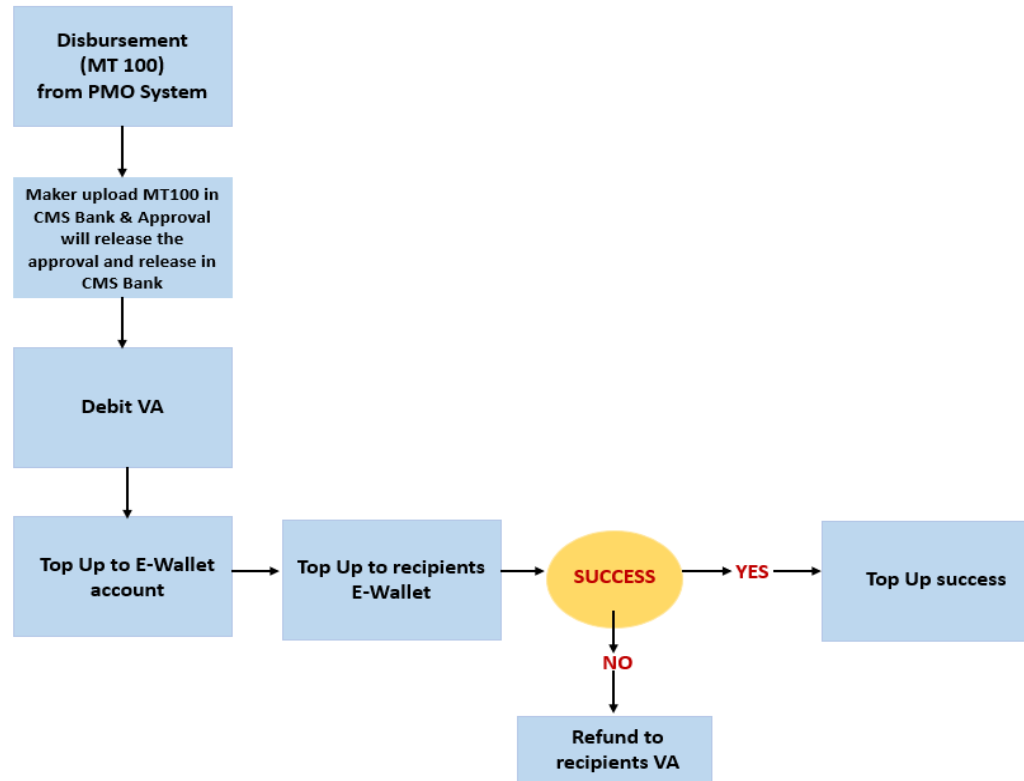 Disbursement
(MT 100)
from PMO System
Maker upload MT100 in
CMS Bank & Approval
will release the
approval and release in
CMS Bank
Debit VA
Top Up to E-Wallet
account
Top Up to recipients
E-Wallet
SUCCESS
YES
Top Up success
NO
Refund to
recipients VA